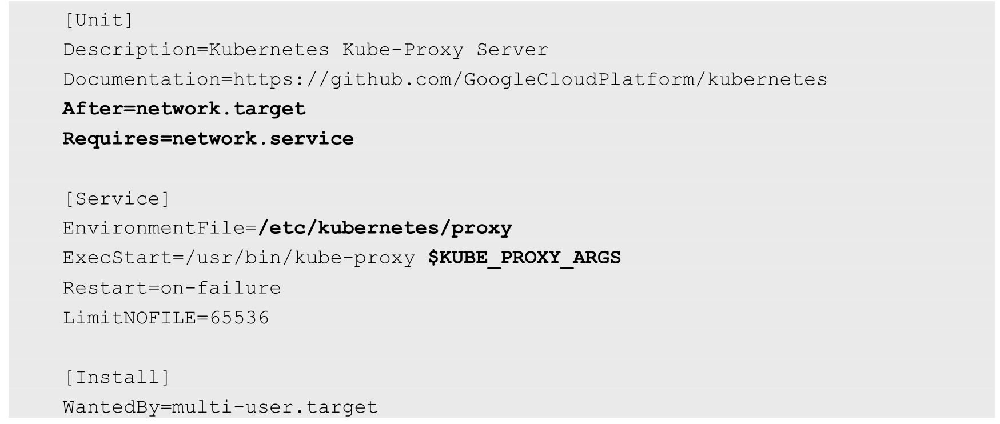 [Unit]
Description=Kubernetes Kube-Proxy Server
Documentation=https://github.com/GoogleCloudPlatform/kubernetes
After=network.target
Requires=network.service
[Service]
EnvironmentFile=/etc/kubernetes/proxy
ExecStart=/usr/bin/kube-proxy $KUBE_PROXY_ARGS
Restart=on-failure
LimitNOFILE=65536
[Install]
WantedBy=multi-user.target